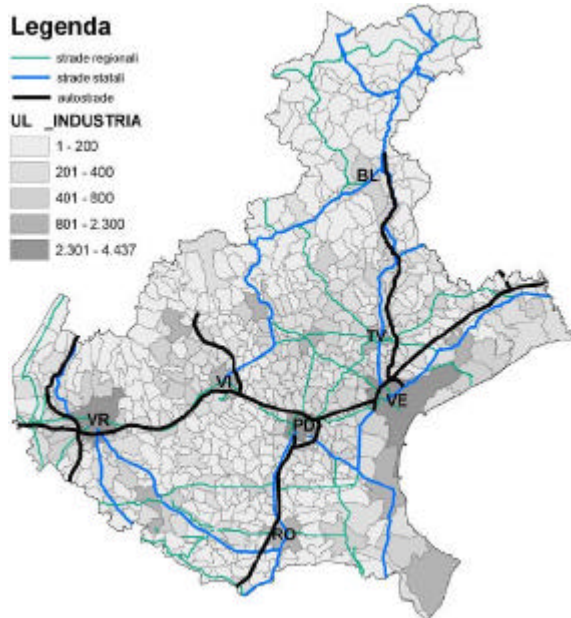 Legenda
strade regionali
strade statali
autostrade
UL _INDUSTRIA
1 - 200
201 - 400
401 - 800
801 - 2.300
2.301 - 4.437
BL
TV
VI
VE
VR
PD
RO